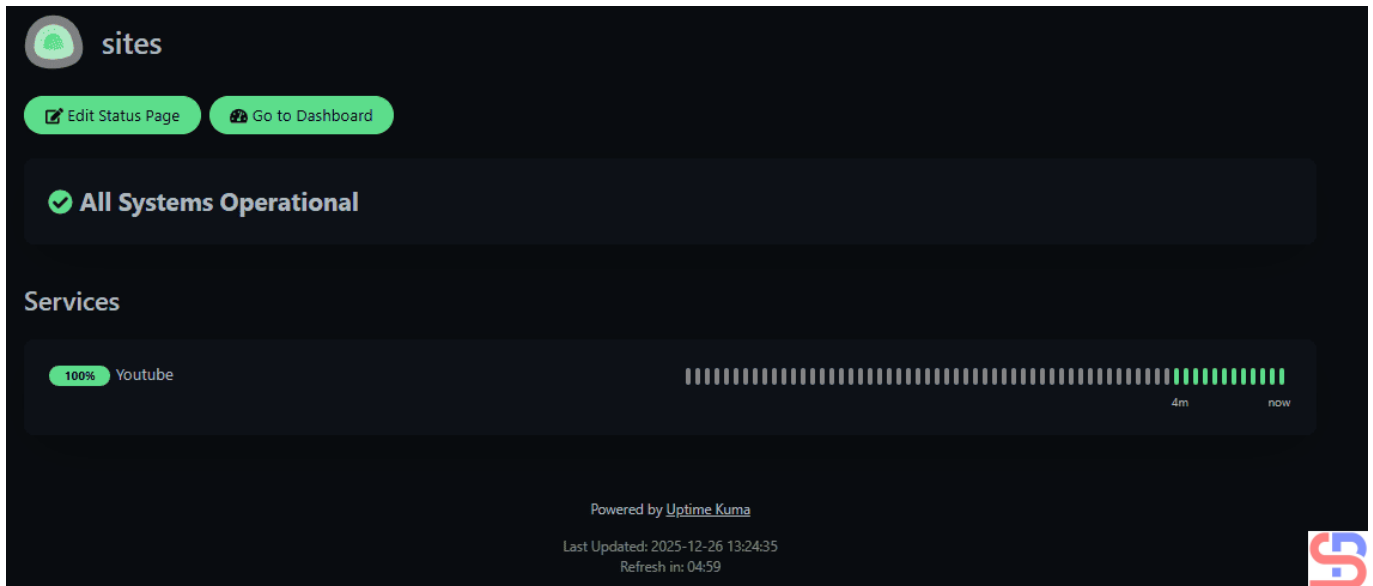 sites
Edit Status Page Go to Dashboard
All Systems Operational
Services
100% Youtube
4m now
Powered by Uptime Kuma
Last Updated: 2025-12-26 13:24:35
Refresh in: 04:59